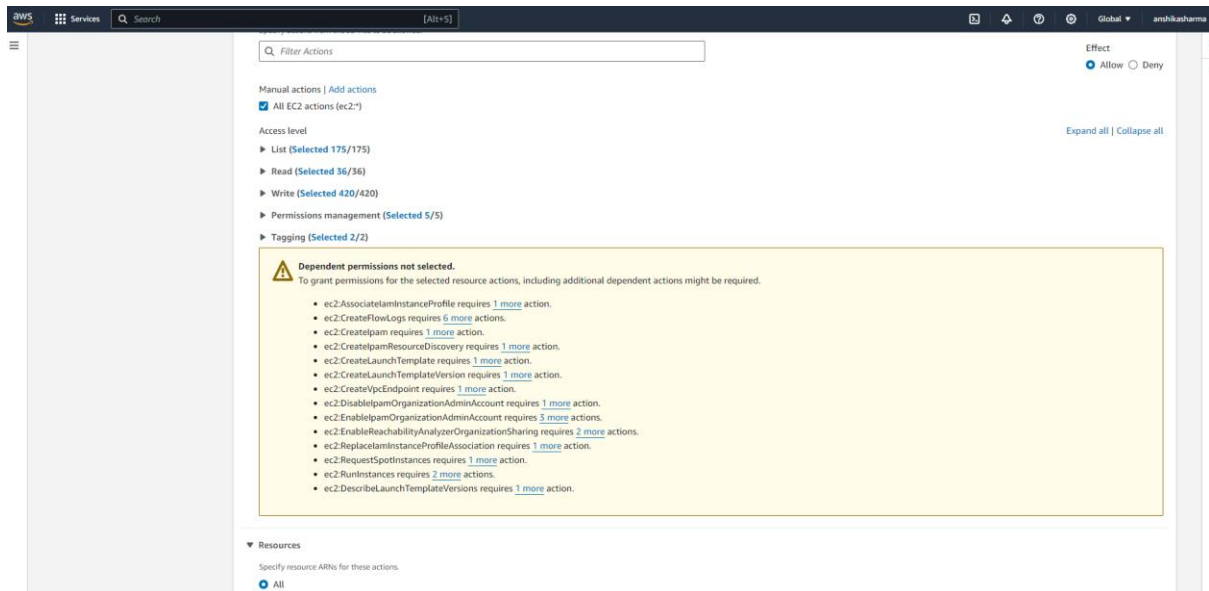 aws
Services
Search
[Alt+S]
Global
anshikasharma
Filter Actions
Effect
Allow
Deny
Manual actions | Add actions
All EC2 actions (ec2:*)
Access level
Expand all | Collapse all
List (Selected 175/175)
Read (Selected 36/36)
Write (Selected 420/420)
Permissions management (Selected 5/5)
Tagging (Selected 2/2)
Dependent permissions not selected.
To grant permissions for the selected resource actions, including additional dependent actions might be required.
ec2:AssociateIamInstanceProfile requires 1 more action.
ec2:CreateFlowLogs requires 6 more actions.
ec2:CreateIpam requires 1 more action.
ec2:CreateIpamResourceDiscovery requires 1 more action.
ec2:CreateLaunchTemplate requires 1 more action.
ec2:CreateLaunchTemplateVersion requires 1 more action.
ec2:CreateVpcEndpoint requires 1 more action.
ec2:DisableIpamOrganizationAdminAccount requires 1 more action.
ec2:EnableIpamOrganizationAdminAccount requires 3 more actions.
ec2:EnableReachabilityAnalyzerOrganizationSharing requires 2 more actions.
ec2:ReplaceIamInstanceProfileAssociation requires 1 more action.
ec2:RequestSpotInstances requires 1 more action.
ec2:RunInstances requires 2 more actions.
ec2:DescribeLaunchTemplateVersions requires 1 more action.
Resources
Specify resource ARNs for these actions.
All